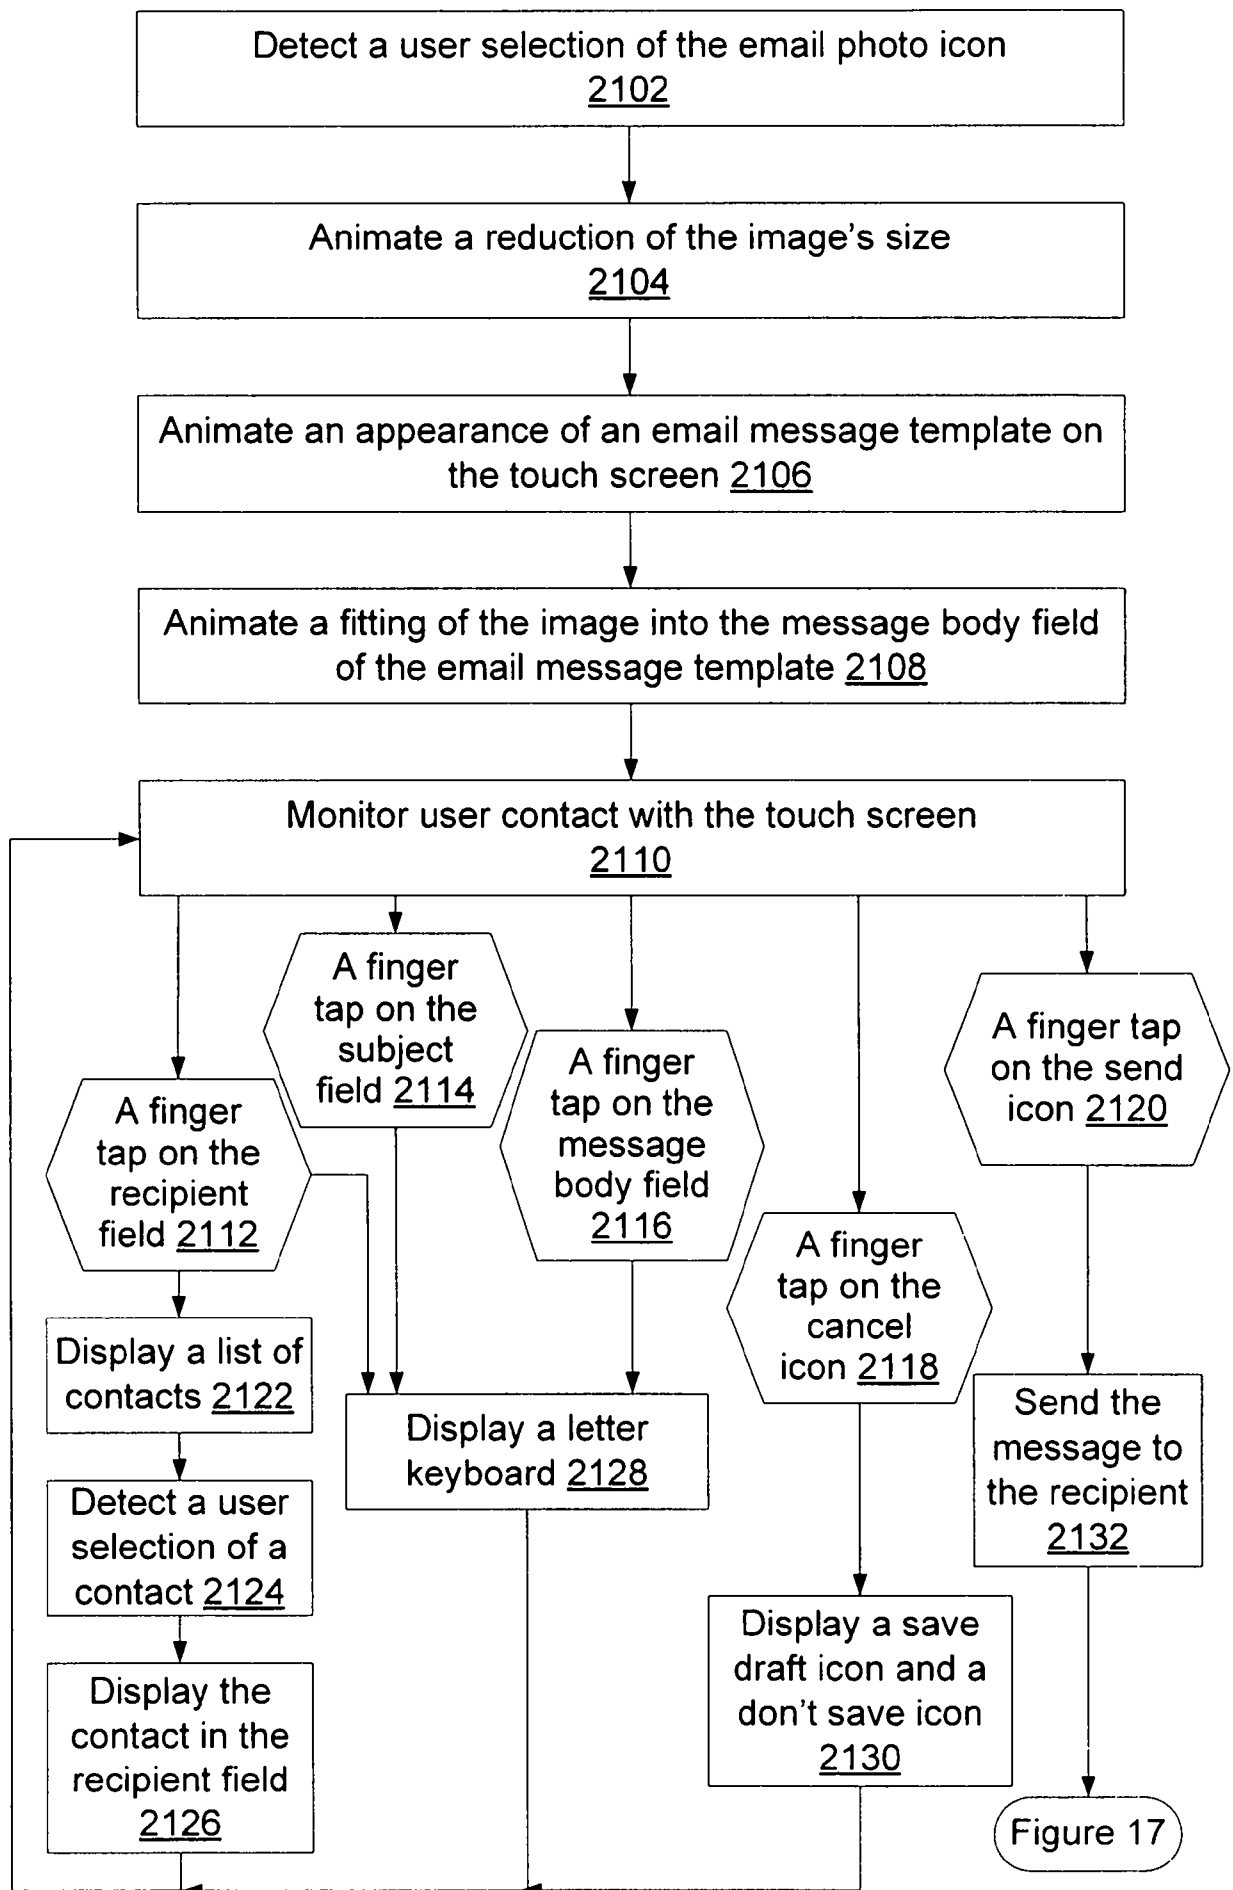 Detect a user selection of the email photo icon
2102
Animate a reduction of the image's size
2104
Animate an appearance of an email message template on
the touch screen 2106
Animate a fitting of the image into the message body field
of the email message template 2108
Monitor user contact with the touch screen
2110
A finger
tap on the
recipient
field 2112
A finger
tap on the
subject
field 2114
A finger
tap on the
message
body field
2116
A finger
tap on the
cancel
icon 2118
A finger tap
on the send
icon 2120
Display a list of
contacts 2122
Detect a user
selection of a
contact 2124
Display the
contact in the
recipient field
2126
Display a letter
keyboard 2128
Display a save
draft icon and a
don't save icon
2130
Send the
message to
the recipient
2132
Figure 17